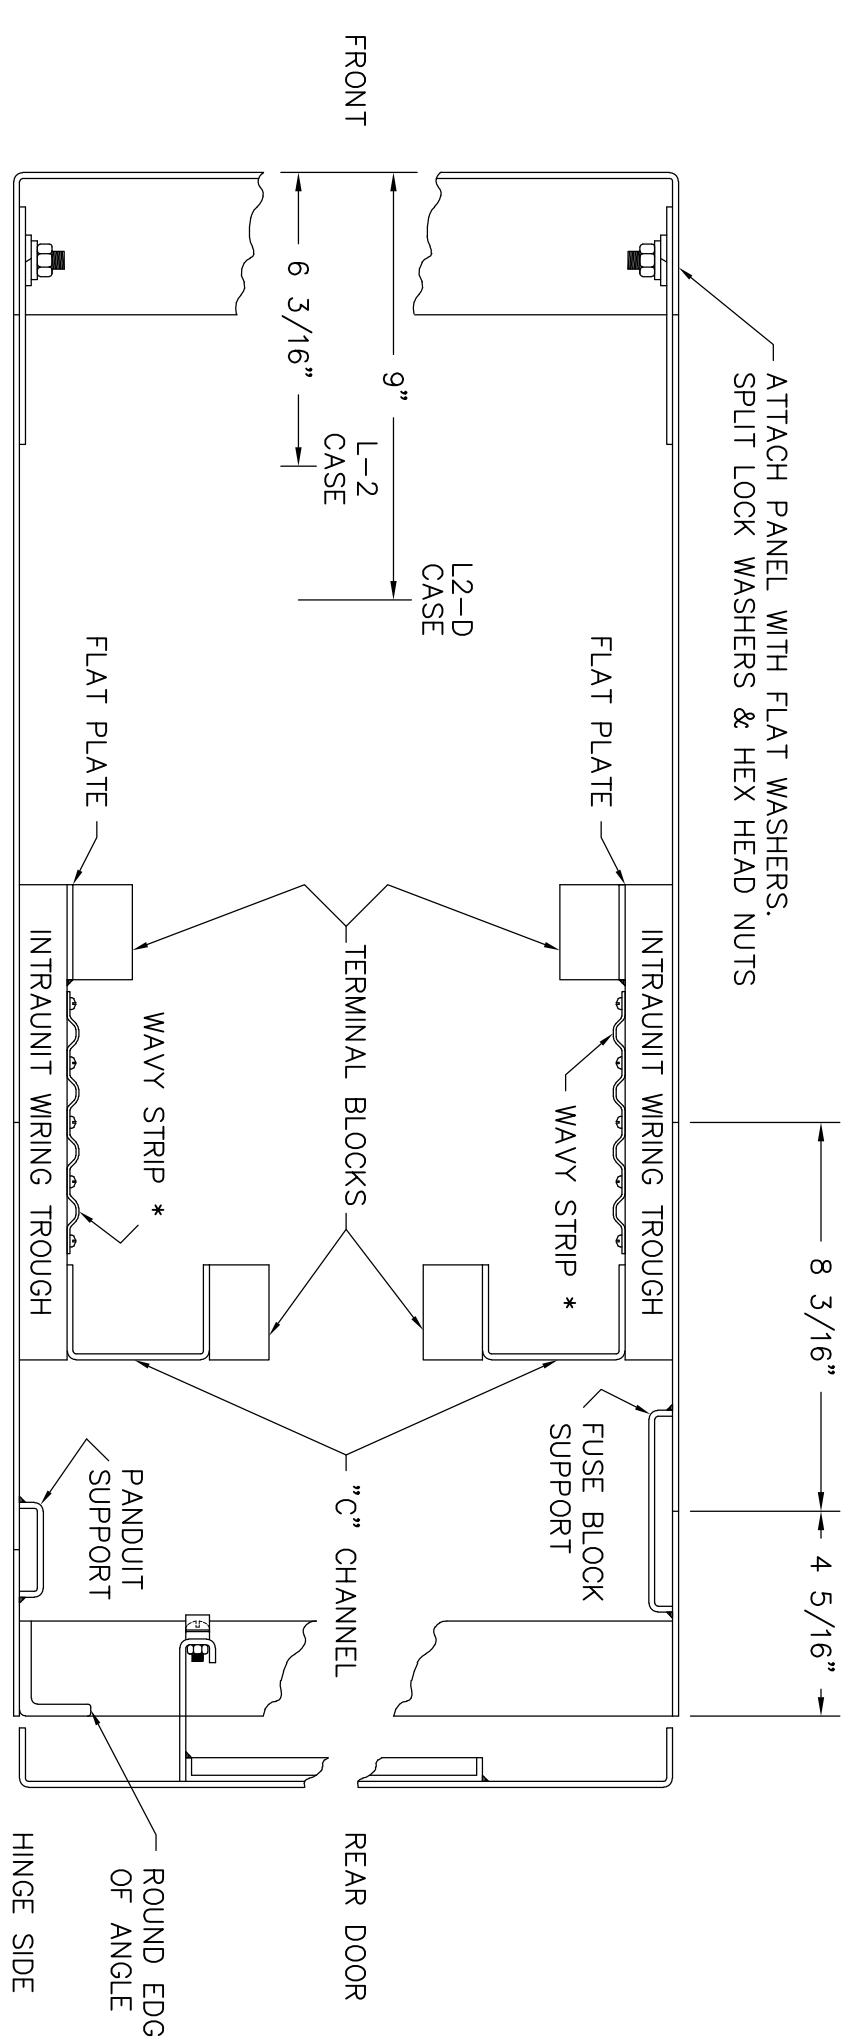 FRONT
ATTACH PANEL WITH FLAT WASHERS.
SPLIT LOCK WASHERS & HEX HEAD NUTS
6 3/16”
9”
L-2
CASE
L2-D
CASE
FLAT PLATE
FLAT PLATE
INTRAUNIT WIRING TROUGH
INTRAUNIT WIRING TROUGH
TERMINAL BLOCKS
WAVY STRIP *
WAVY STRIP *
8 3/16”
4 5/16”
FUSE BLOCK
SUPPORT
"C" CHANNEL
PANDUIT
SUPPORT
REAR DOOR
ROUND EDG
OF ANGLE
HINGE SIDE